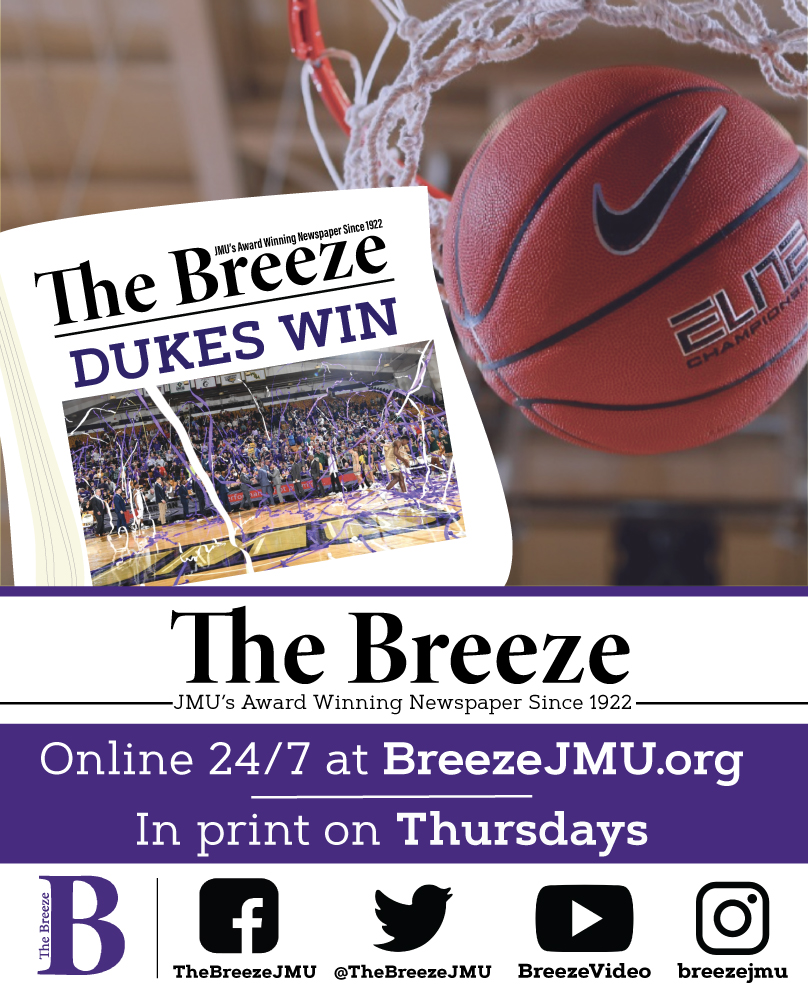 JMU's Award Winning Newspaper Since 1922
The Breeze
DUKES WIN
ELITE
CHAMPIONSHIP
The Breeze
JMU's Award Winning Newspaper Since 1922
Online 24/7 at BreezeJMU.org
In print on Thursdays
The Breeze
B
TheBreezeJMU
@TheBreezeJMU
BreezeVideo
breezejmu